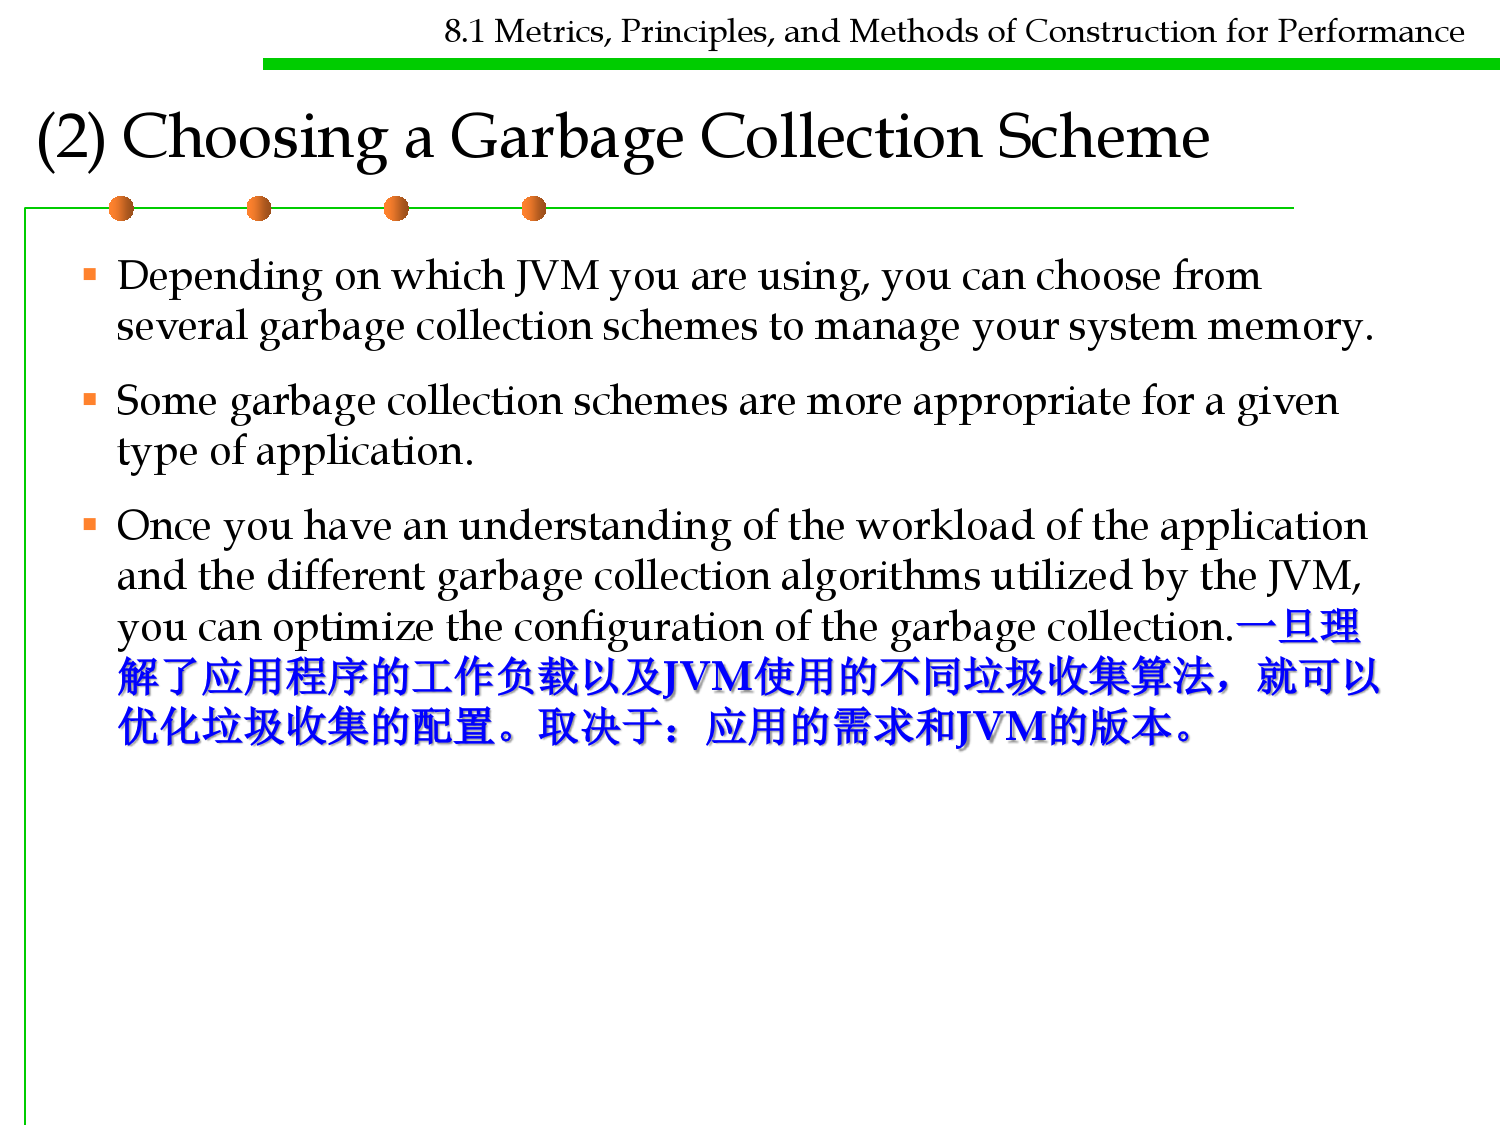 8.1 Metrics, Principles, and Methods of Construction for Performance
(2) Choosing a Garbage Collection Scheme
▪ Depending on which JVM you are using, you can choose from
several garbage collection schemes to manage your system memory.
▪ Some garbage collection schemes are more appropriate for a given
type of application.
▪ Once you have an understanding of the workload of the application
and the different garbage collection algorithms utilized by the JVM,
you can optimize the configuration of the garbage collection.一旦理
解了应用程序的工作负载以及JVM使用的不同垃圾收集算法，就可以
优化垃圾收集的配置。取决于：应用的需求和JVM的版本。